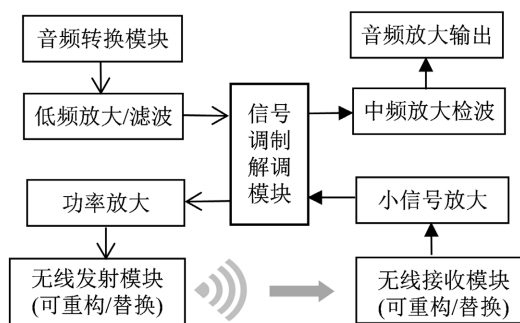 音频转换模块
低频放大/滤波
功率放大
无线发射模块
(可重构/替换)
信号
调制
解调
模块
音频放大输出
中频放大检波
小信号放大
无线接收模块
(可重构/替换)